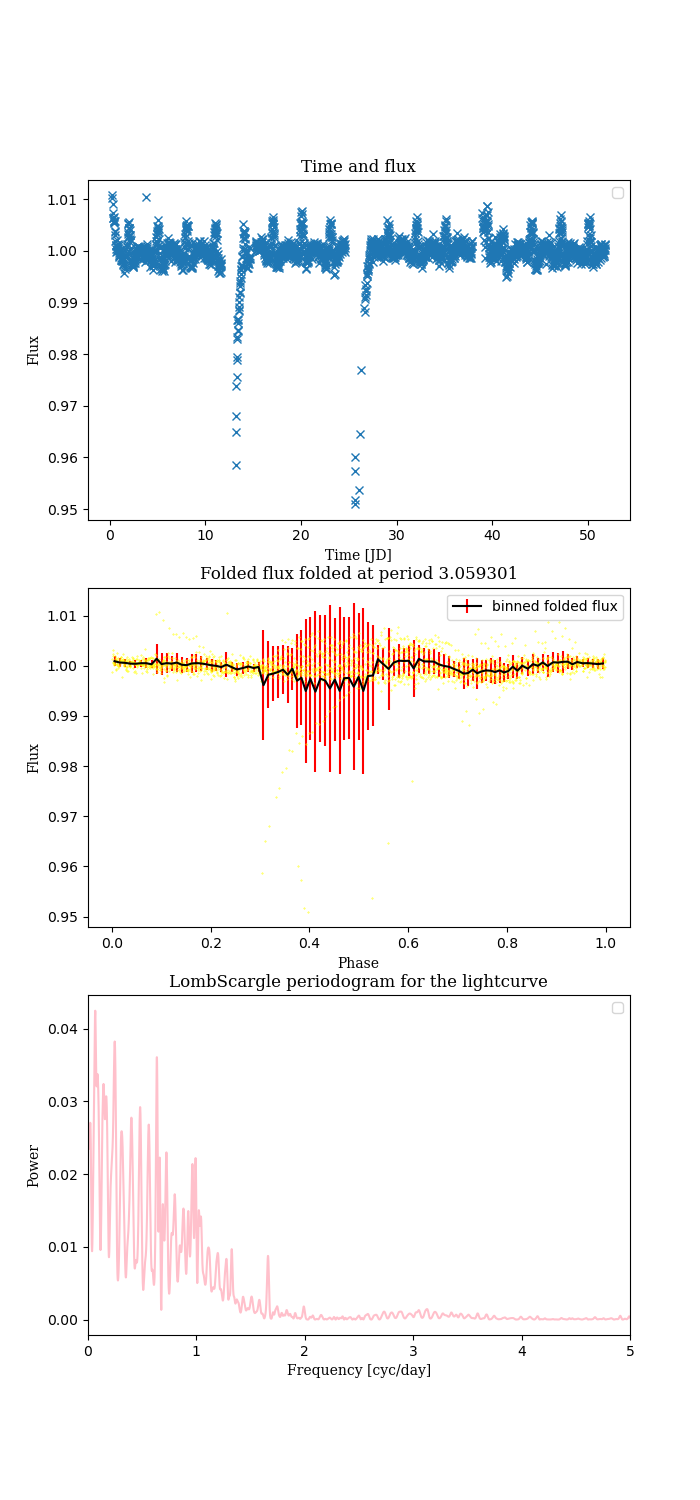 Time and flux
1.01
1.00
0.99
0.98
0.97
0.96
0.95
Flux
0 10 20 30 40 50
Time [JD]
Folded flux folded at period 3.059301
binned folded flux
1.01
1.00
0.99
0.98
0.97
0.96
0.95
Flux
0.0 0.2 0.4 0.6 0.8 1.0
Phase
LombScargle periodogram for the lightcurve
0.04
0.03
0.02
0.01
0.00
Power
0 1 2 3 4 5
Frequency [cyc/day]